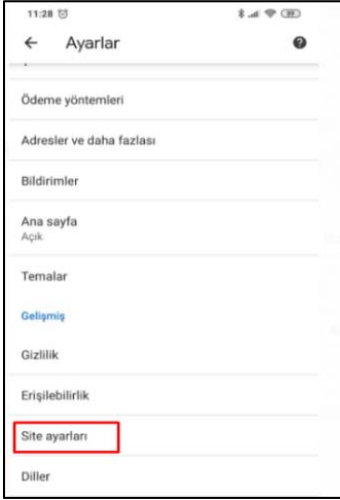 11:28
Ayarlar
Ödeme yöntemleri
Adresler ve daha fazlası
Bildirimler
Ana sayfa
Açık
Temalar
Gelişmiş
Gizlilik
Erişilebilirlik
Site ayarları
Diller